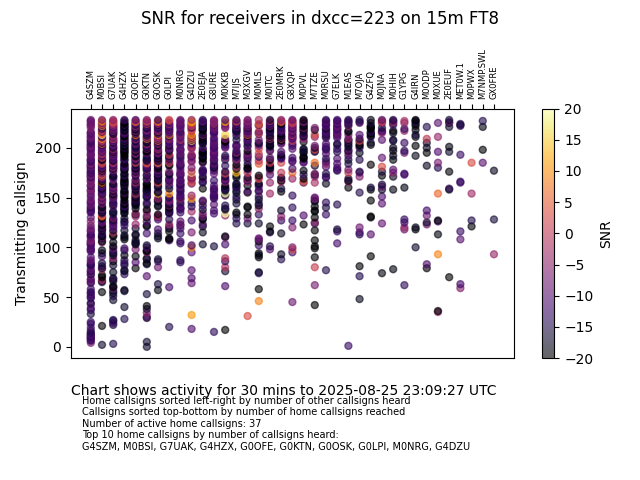 SNR for receivers in dxcc=223 on 15m FT8
G4SZM M0BSI G7UAK G4HZX G0OFE G0KTN G0OSK G0LPI M0NRG G4DZU 2E0EJA G8URE M0KKB M7JJS M3XGV M0MLS M0ITC 2E0MRK G8XQP M0PVL M7TZE M0RSU G7ELK M1EAS M7OJA G4ZFQ M0JNA M0HIH G1YPG G4IRN M0ODP M0XUE 2E0EUF MET0W.1 M0PWX M7NNP.SWL GX0FRE
Transmitting callsign
200
150
100
50
0
20
15
10
5
0
−5
−10
−15
−20
SNR
Chart shows activity for 30 mins to 2025-08-25 23:09:27 UTC
Home callsigns sorted left-right by number of other callsigns heard
Callsigns sorted top-bottom by number of home callsigns reached
Number of active home callsigns: 37
Top 10 home callsigns by number of callsigns heard:
G4SZM, M0BSI, G7UAK, G4HZX, G0OFE, G0KTN, G0OSK, G0LPI, M0NRG, G4DZU